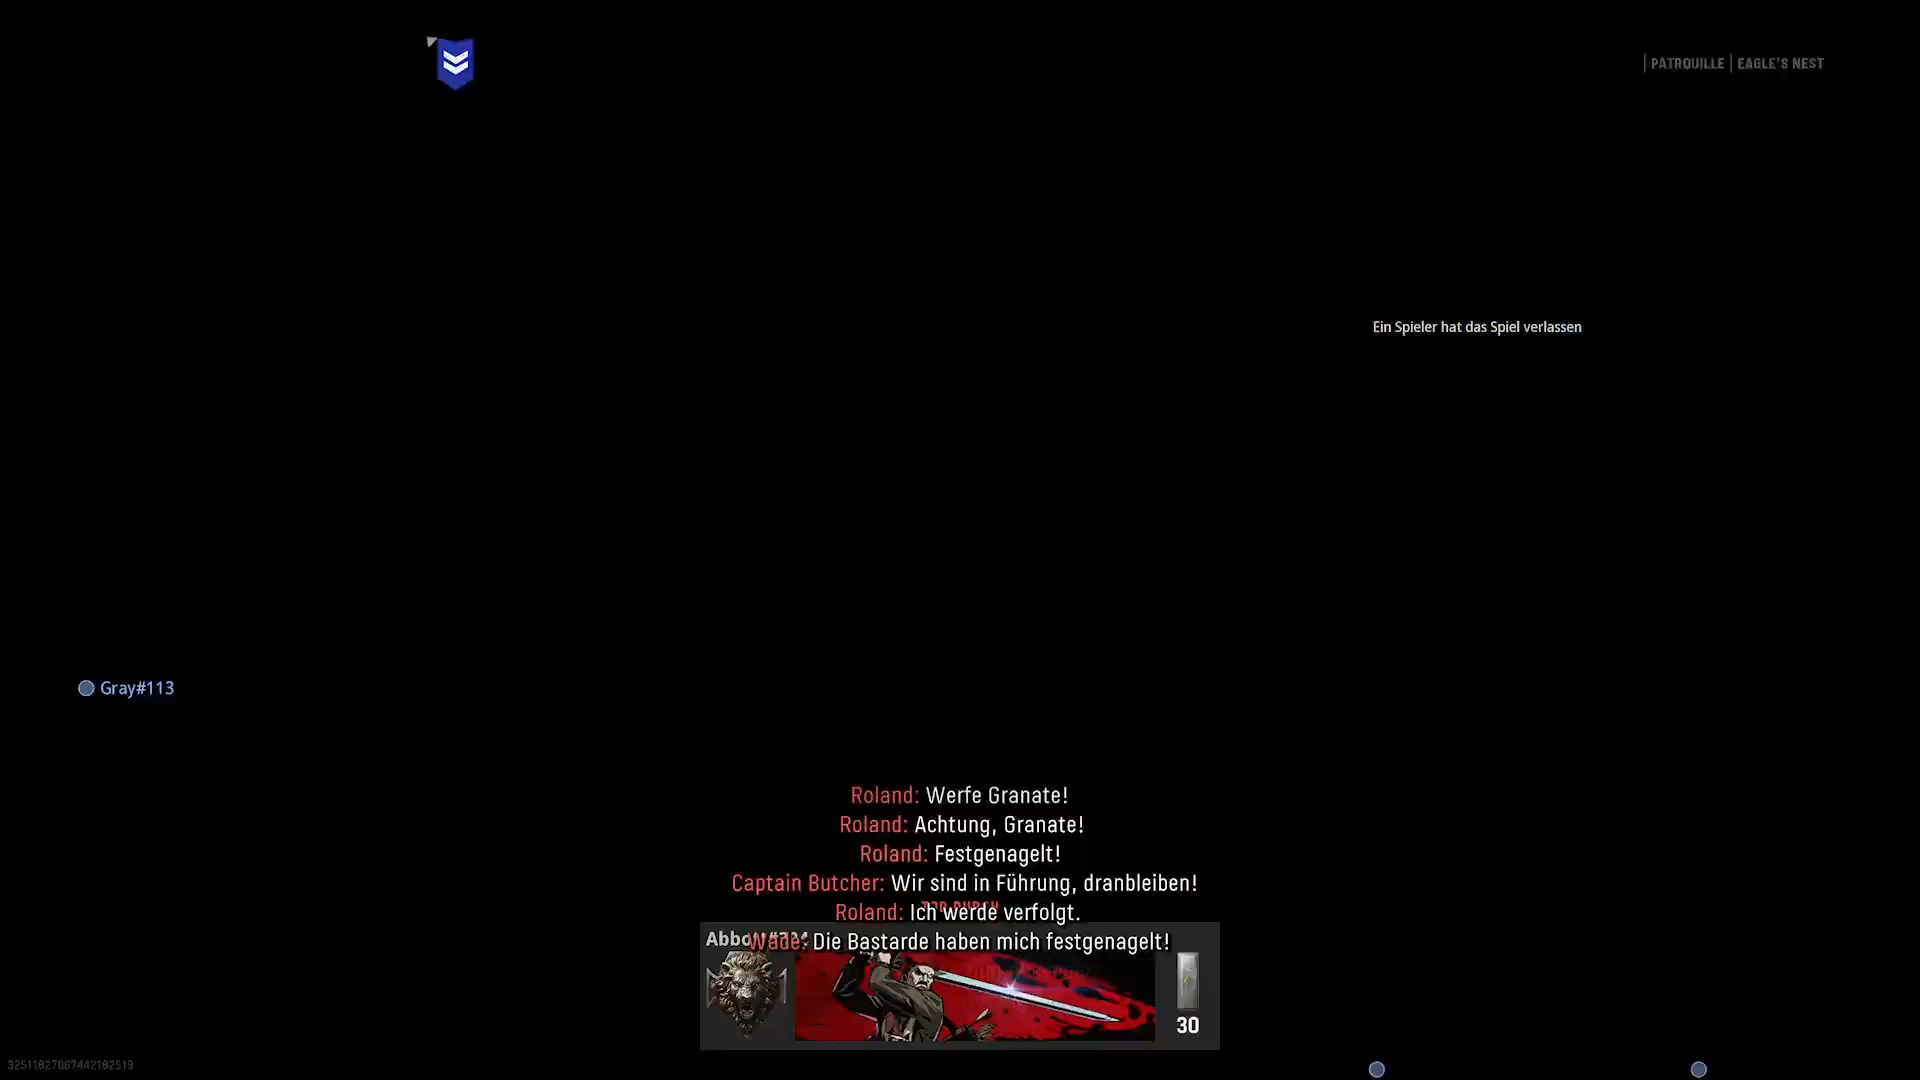 | PATROUILLE | EAGLE'S NEST
Ein Spieler hat das Spiel verlassen
Gray#113
Roland: Werfe Granate!
Roland: Achtung, Granate!
Roland: Festgenagelt!
Captain Butcher: Wir sind in Führung, dranbleiben!
Roland: Ich werde verfolgt.
Wade: Die Bastarde haben mich festgenagelt!
30
32511827067442182519